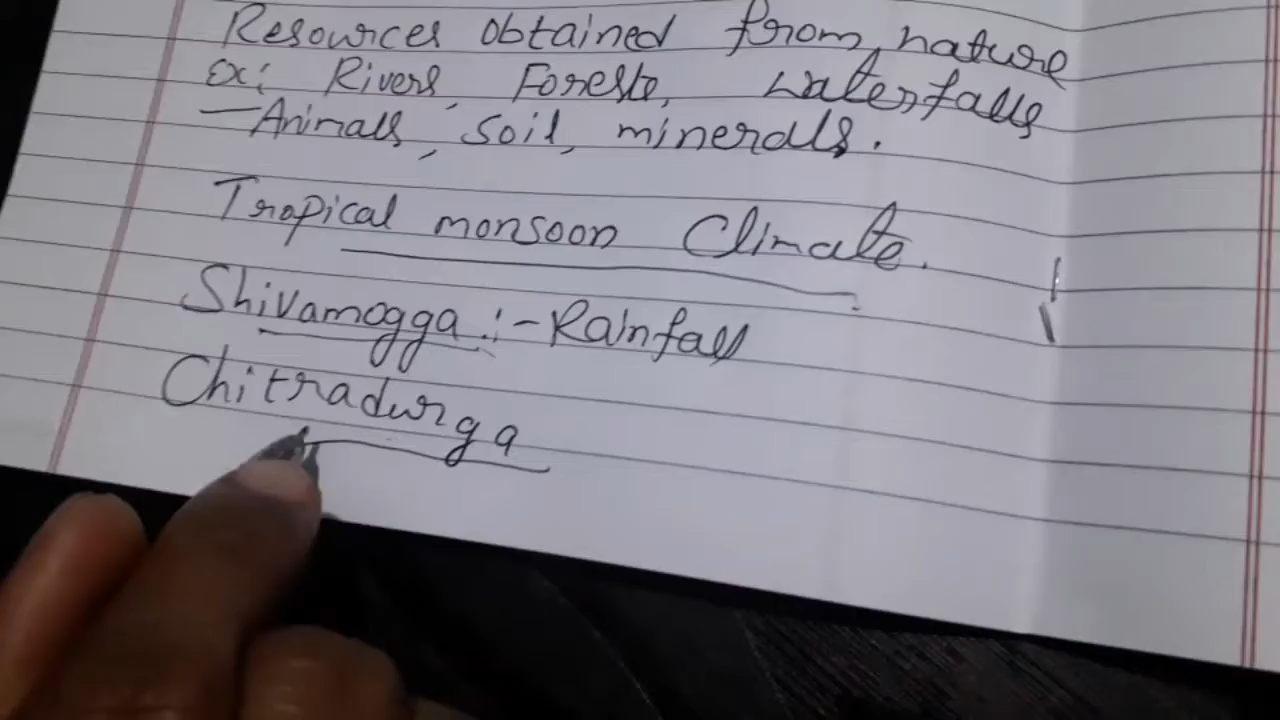 Resources obtained from nature
Ex: Rivers, Forests, Waterfalls
Animals, Soil, minerals.
Tropical monsoon Climate.
Shivamogga :- Rainfall
Chitradurga